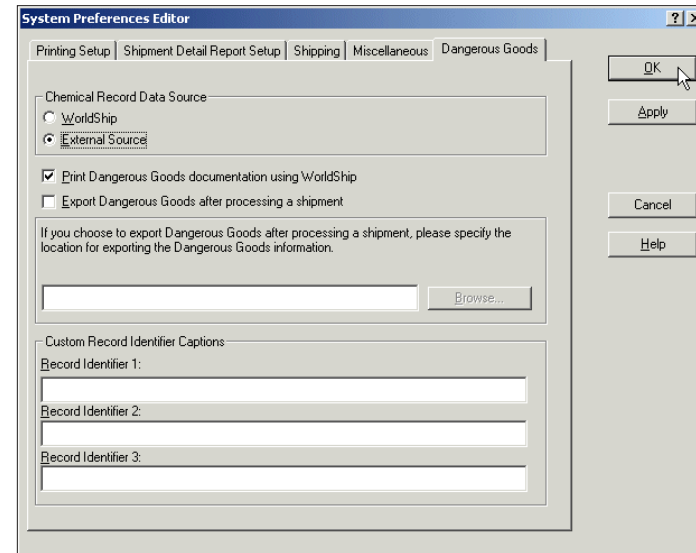 System Preferences Editor
Printing Setup Shipment Detail Report Setup Shipping Miscellaneous Dangerous Goods
OK
Chemical Record Data Source
WorldShip
Apply
External Source
Print Dangerous Goods documentation using WorldShip
Export Dangerous Goods after processing a shipment
Cancel
If you choose to export Dangerous Goods after processing a shipment, please specify the
location for exporting the Dangerous Goods information.
Help
Browse...
Custom Record Identifier Captions
Record Identifier 1:
Record Identifier 2:
Record Identifier 3: